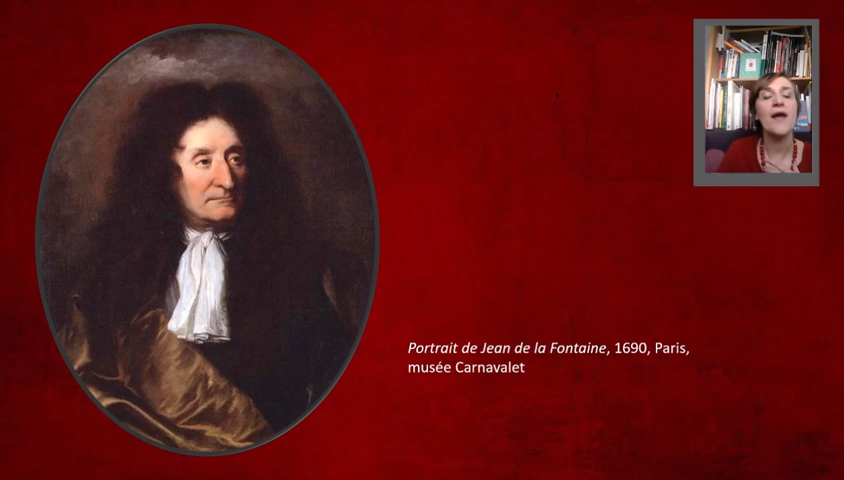 Portrait de Jean de la Fontaine, 1690, Paris,
musée Carnavalet